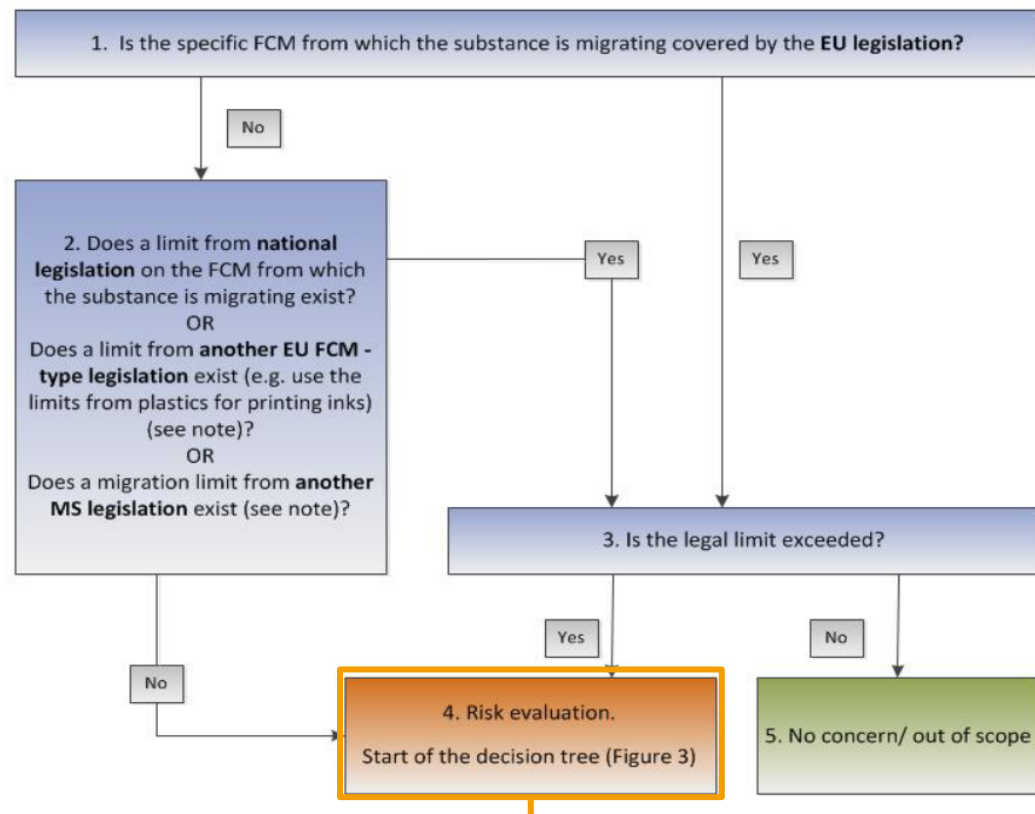 1. Is the specific FCM from which the substance is migrating covered by the EU legislation?
No
2. Does a limit from national
legislation on the FCM from which
the substance is migrating exist?
OR
Does a limit from another EU FCM -
type legislation exist (e.g. use the
limits from plastics for printing inks)
(see note)?
OR
Does a migration limit from another
MS legislation exist (see note)?
Yes
Yes
3. Is the legal limit exceeded?
Yes
No
No
4. Risk evaluation.
Start of the decision tree (Figure 3)
5. No concern/ out of scope